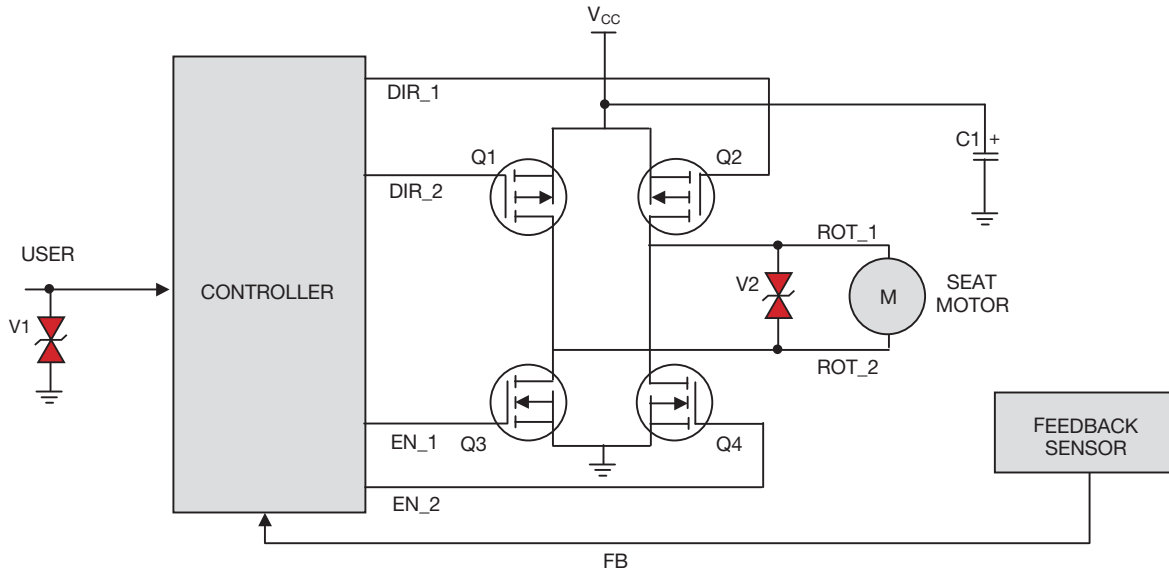 VCC
DIR_1
C1 +
Q1
Q2
DIR_2
USER
ROT_1
CONTROLLER
V1
V2
M
SEAT
MOTOR
ROT_2
EN_1
Q3
Q4
FEEDBACK
SENSOR
EN_2
FB